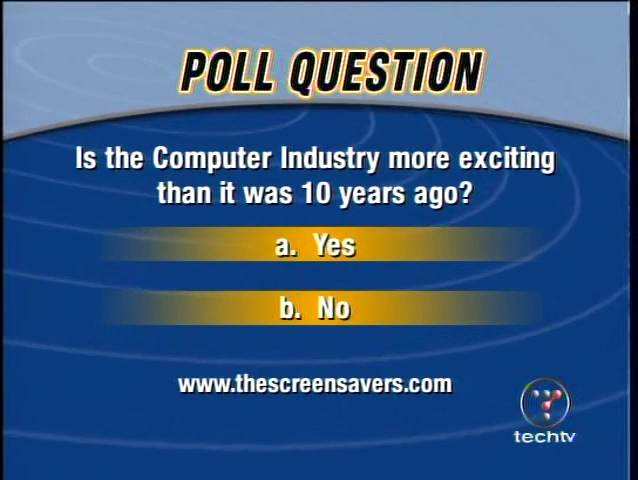 POLL QUESTION
Is the Computer Industry more exciting
than it was 10 years ago?
a. Yes
b. No
www.thescreensavers.com
techtv